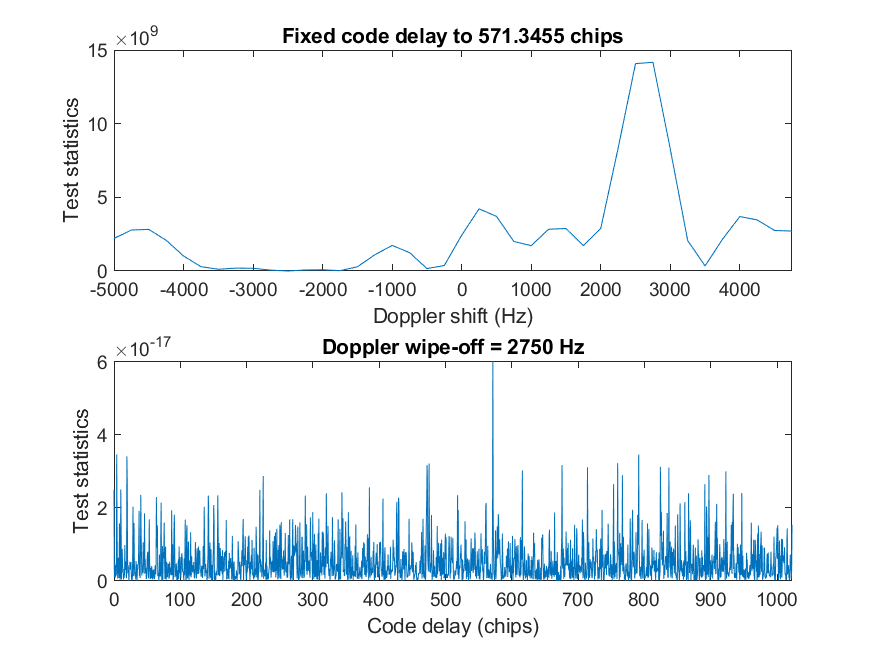 ×10^9
Fixed code delay to 571.3455 chips
15
10
5
0
Test statistics
-5000 -4000 -3000 -2000 -1000 0 1000 2000 3000 4000
Doppler shift (Hz)
×10^-17
Doppler wipe-off = 2750 Hz
6
4
2
0
Test statistics
0 100 200 300 400 500 600 700 800 900 1000
Code delay (chips)